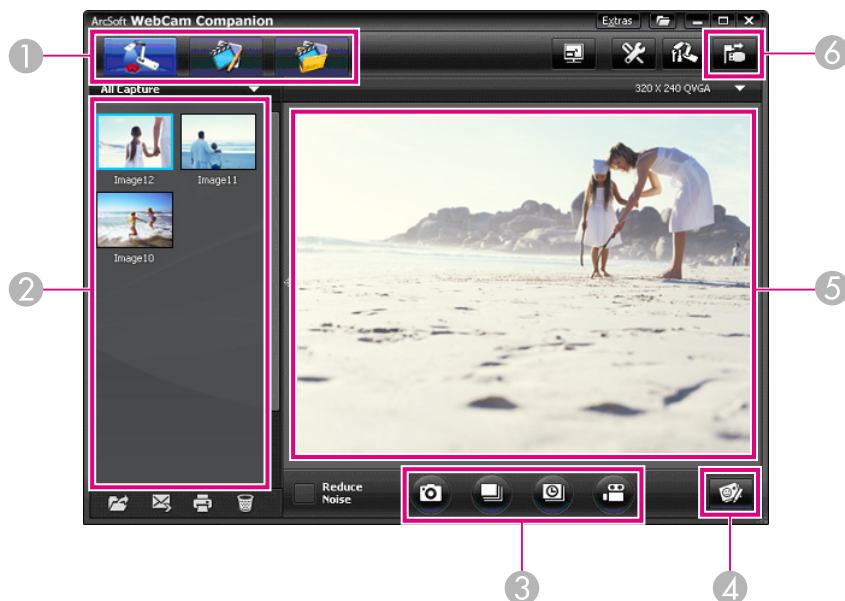 ArcSoft WebCam Companion
Extras
1
6
All Capture
320 X 240 QVGA
Image12
Image11
Image10
2
5
Reduce
Noise
3
4